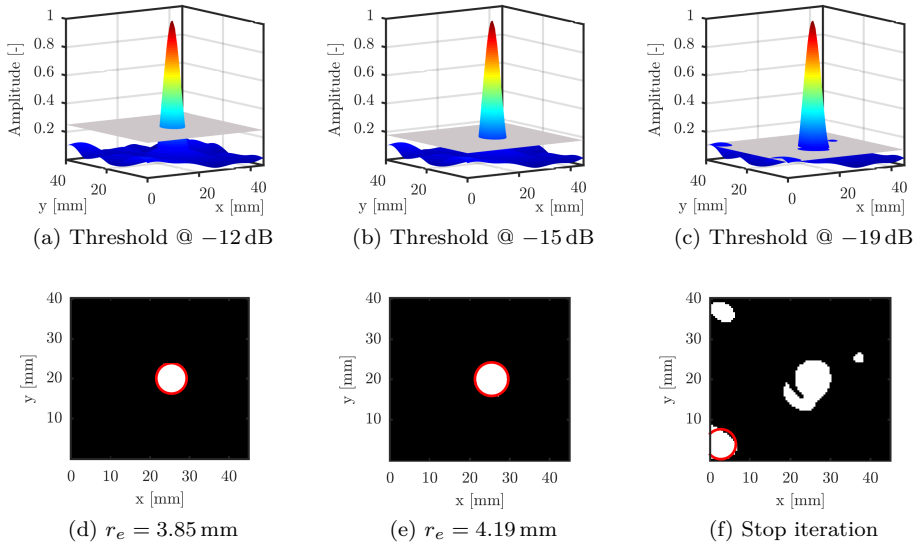 1
0.8
0.6
0.4
0.2
Amplitude [-]
40
20
0
y [mm]
0
20
40
x [mm]
(a) Threshold @ −12 dB
1
0.8
0.6
0.4
0.2
Amplitude [-]
40
20
0
y [mm]
0
20
40
x [mm]
(b) Threshold @ −15 dB
1
0.8
0.6
0.4
0.2
Amplitude [-]
40
20
0
y [mm]
0
20
40
x [mm]
(c) Threshold @ −19 dB
40
30
20
10
y [mm]
0 10 20 30 40
x [mm]
(d) r_e = 3.85 mm
40
30
20
10
y [mm]
0 10 20 30 40
x [mm]
(e) r_e = 4.19 mm
40
30
20
10
y [mm]
0 10 20 30 40
x [mm]
(f) Stop iteration